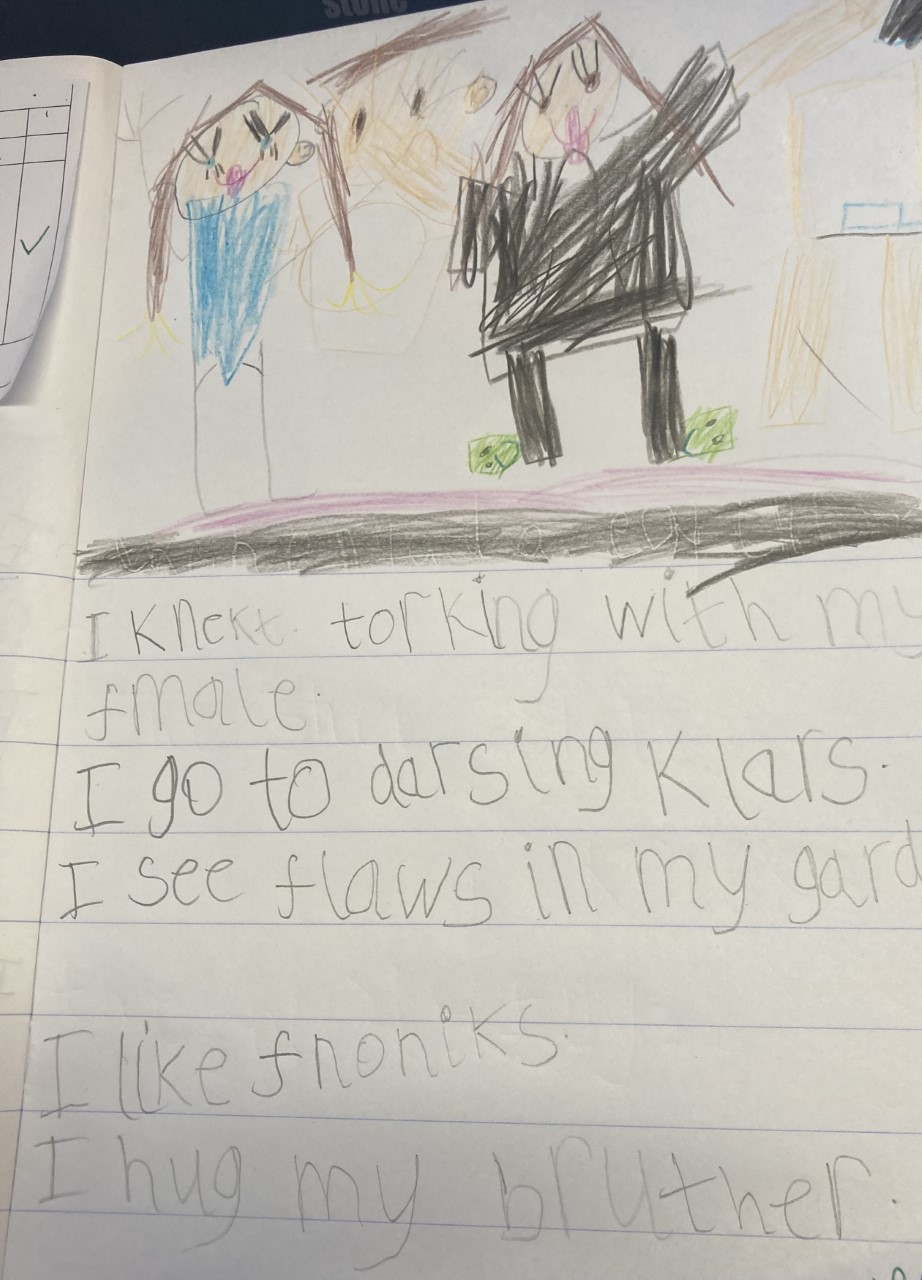 stone
I Knekt torking with my
fmale.
I go to darsing Klars.
I see flaws in my gard
I like fnoniks.
I hug my bruther.